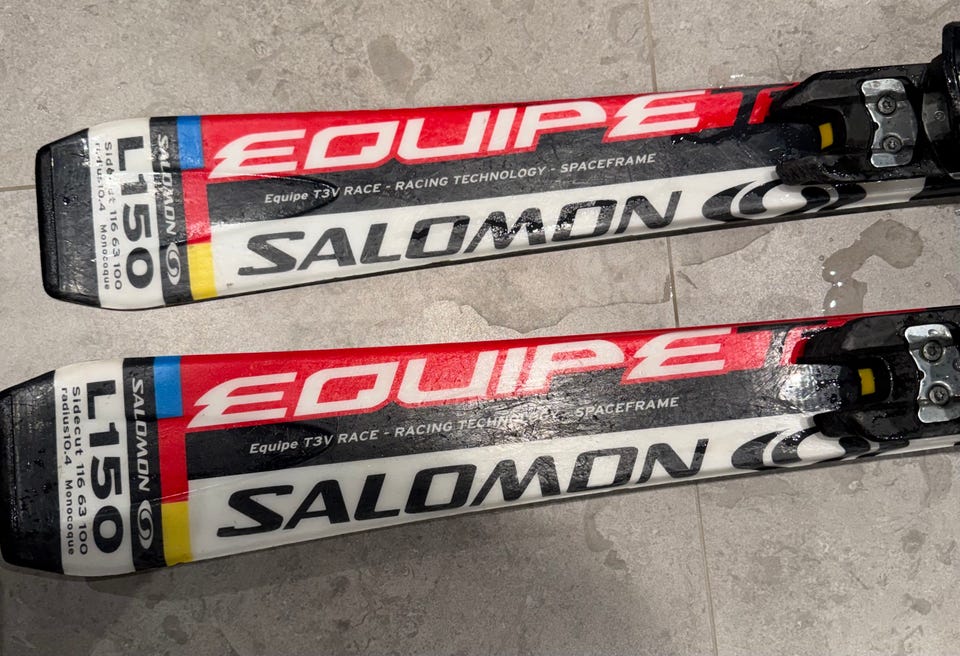 EQUIPE
Equipe T3V RACE - RACING TECHNOLOGY - SPACEFRAME
SALOMON
SALOMON
L150
Sidecut 116 63 100
radius10.4 Monocoque
EQUIPE
Equipe T3V RACE - RACING TECHNOLOGY - SPACEFRAME
SALOMON
SALOMON
L150
Sidecut 116 63 100
radius10.4 Monocoque